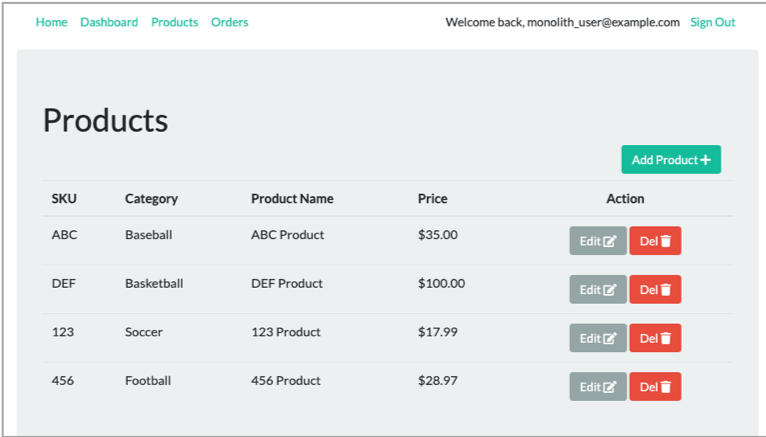 Home Dashboard Products Orders Welcome back, monolith_user@example.com Sign Out
Products
Add Product
SKU Category Product Name Price Action
ABC Baseball ABC Product $35.00 Edit Del
DEF Basketball DEF Product $100.00 Edit Del
123 Soccer 123 Product $17.99 Edit Del
456 Football 456 Product $28.97 Edit Del